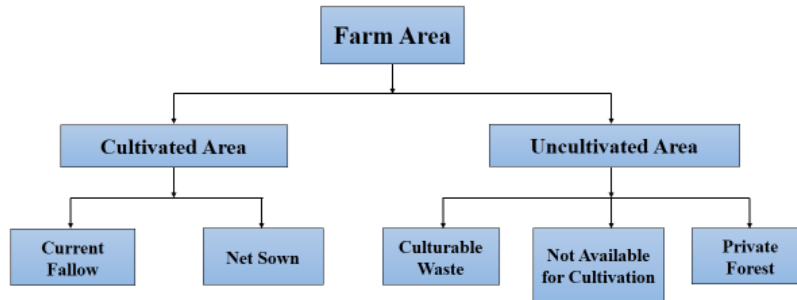 Farm Area
Cultivated Area
Uncultivated Area
Current
Fallow
Net Sown
Culturable
Waste
Not Available
for Cultivation
Private
Forest